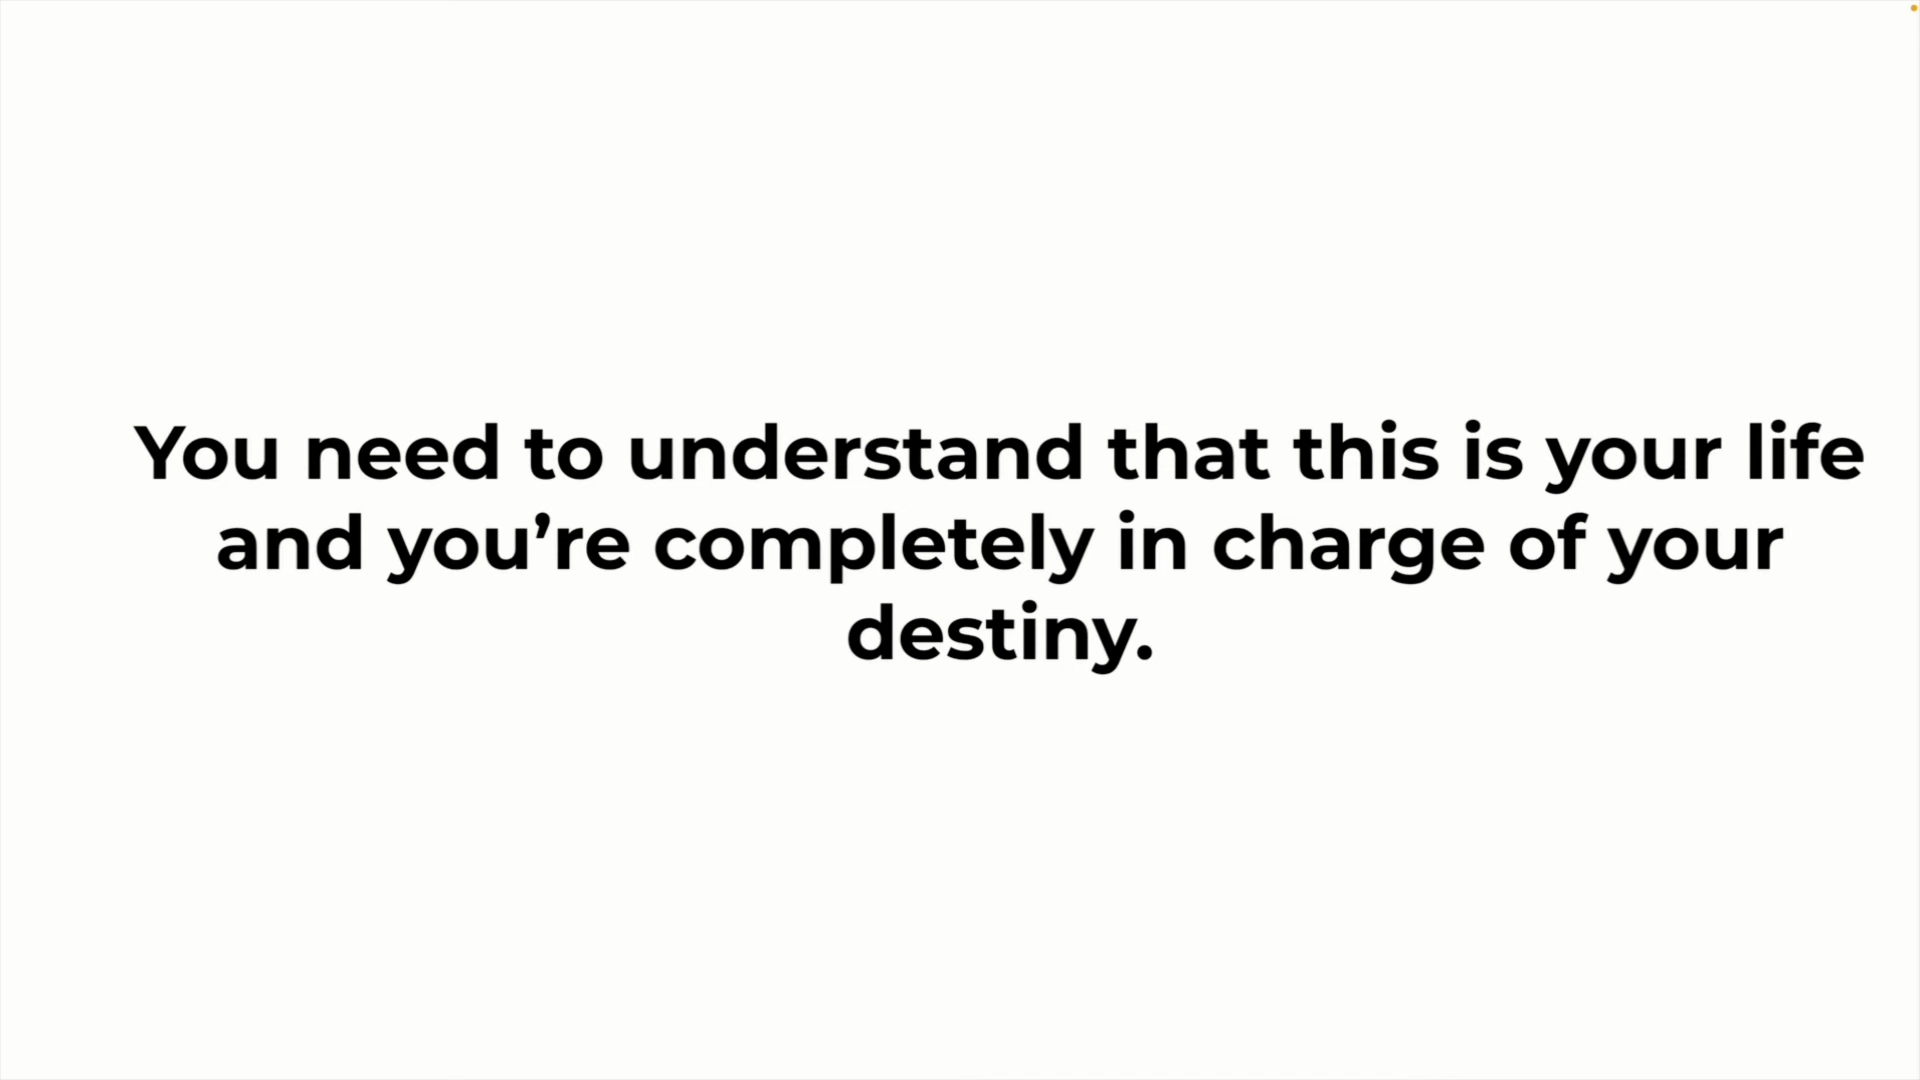 You need to understand that this is your life
and you’re completely in charge of your
destiny.